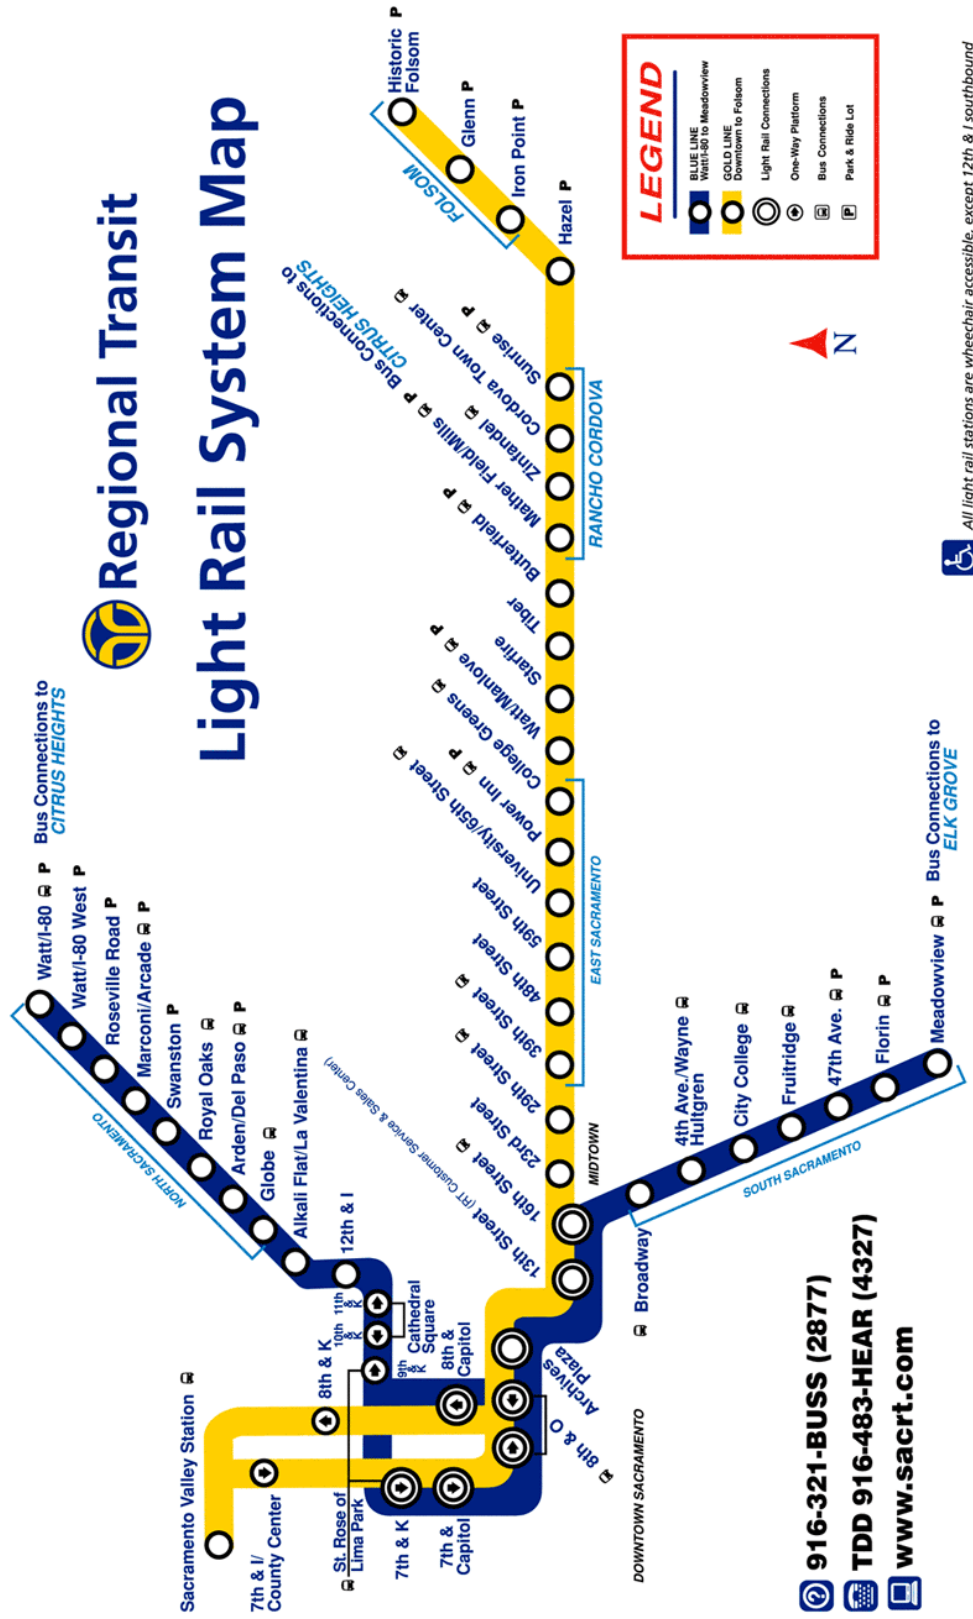 Regional Transit
Light Rail System Map
Sacramento Valley Station
7th & I/
County Center
8th & K
St. Rose of
Lima Park
7th & K
7th &
Capitol
9th
& K
10th
& K
11th
& K
Cathedral
Square
8th &
Capitol
8th & O
Archives
Plaza
DOWNTOWN SACRAMENTO
12th & I
Alkali Flat/La Valentina
Globe
Arden/Del Paso P
Royal Oaks
Swanston P
Marconi/Arcade P
Roseville Road P
Watt/I-80 West P
Watt/I-80 P
Bus Connections to
CITRUS HEIGHTS
NORTH SACRAMENTO
13th Street (RT Customer Service & Sales Center)
16th Street
23rd Street
MIDTOWN
29th Street
39th Street
48th Street
59th Street
University/65th Street
Power Inn P
EAST SACRAMENTO
College Greens
Watt/Manlove P
Starfire
Tiber
Butterfield P
Mather Field/Mills P Bus Connections to
CITRUS HEIGHTS
Zinfandel
Cordova Town Center
Sunrise P
RANCHO CORDOVA
Hazel P
Iron Point P
Glenn P
Historic P
Folsom
FOLSOM
Broadway
4th Ave./Wayne
Hultgren
City College
Fruitridge
47th Ave. P
Florin P
Meadowview P
Bus Connections to
ELK GROVE
SOUTH SACRAMENTO
N
LEGEND
BLUE LINE
Watt/I-80 to Meadowview
GOLD LINE
Downtown to Folsom
Light Rail Connections
One-Way Platform
Bus Connections
P Park & Ride Lot
916-321-BUSS (2877)
TDD 916-483-HEAR (4327)
www.sacrt.com
All light rail stations are wheelchair accessible, except 12th & I southbound